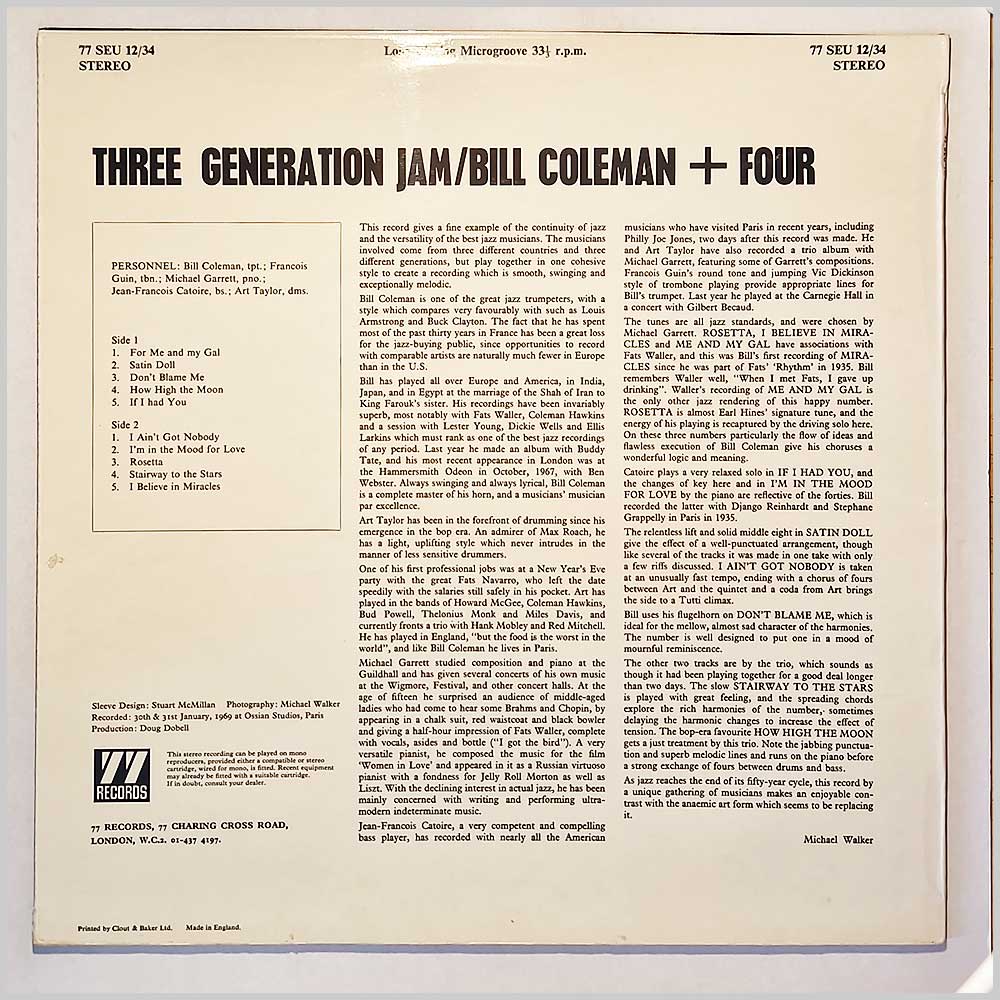 77 SEU 12/34
STEREO
Microgroove 33⅓ r.p.m.
77 SEU 12/34
STEREO
THREE GENERATION JAM/BILL COLEMAN + FOUR
PERSONNEL: Bill Coleman, tpt.; Francois
Guin, tbn.; Michael Garrett, pno.;
Jean-Francois Catoire, bs.; Art Taylor, dms.
Side 1
1. For Me and my Gal
2. Satin Doll
3. Don't Blame Me
4. How High the Moon
5. If I had You
Side 2
1. I Ain't Got Nobody
2. I'm in the Mood for Love
3. Rosetta
4. Stairway to the Stars
5. I Believe in Miracles
Sleeve Design: Stuart McMillan Photography: Michael Walker
Recorded: 30th & 31st January, 1969 at Ossian Studios, Paris
Production: Doug Dobell
77
RECORDS
This stereo recording can be played on mono
reproducers, provided either a compatible or stereo
cartridge, wired for mono, is fitted. Recent equipment
may already be fitted with a suitable cartridge.
If in doubt, consult your dealer.
77 RECORDS, 77 CHARING CROSS ROAD,
LONDON, W.C.2. 01-437 4197.
Printed by Clout & Baker Ltd. Made in England.
This record gives a fine example of the continuity of jazz
and the versatility of the best jazz musicians. The musicians
involved come from three different countries and three
different generations, but play together in one cohesive
style to create a recording which is smooth, swinging and
exceptionally melodic.
Bill Coleman is one of the great jazz trumpeters, with a
style which compares very favourably with such as Louis
Armstrong and Buck Clayton. The fact that he has spent
most of the past thirty years in France has been a great loss
for the jazz-buying public, since opportunities to record
with comparable artists are naturally much fewer in Europe
than in the U.S.
Bill has played all over Europe and America, in India,
Japan, and in Egypt at the marriage of the Shah of Iran to
King Farouk's sister. His recordings have been invariably
superb, most notably with Fats Waller, Coleman Hawkins
and a session with Lester Young, Dickie Wells and Ellis
Larkins which must rank as one of the best jazz recordings
of any period. Last year he made an album with Buddy
Tate, and his most recent appearance in London was at
the Hammersmith Odeon in October, 1967, with Ben
Webster. Always swinging and always lyrical, Bill Coleman
is a complete master of his horn, and a musicians' musician
par excellence.
Art Taylor has been in the forefront of drumming since his
emergence in the bop era. An admirer of Max Roach, he
has a light, uplifting style which never intrudes in the
manner of less sensitive drummers.
One of his first professional jobs was at a New Year's Eve
party with the great Fats Navarro, who left the date
speedily with the salaries still safely in his pocket. Art has
played in the bands of Howard McGee, Coleman Hawkins,
Bud Powell, Thelonius Monk and Miles Davis, and
currently fronts a trio with Hank Mobley and Red Mitchell.
He has played in England, "but the food is the worst in the
world", and like Bill Coleman he lives in Paris.
Michael Garrett studied composition and piano at the
Guildhall and has given several concerts of his own music
at the Wigmore, Festival, and other concert halls. At the
age of fifteen he surprised an audience of middle-aged
ladies who had come to hear some Brahms and Chopin, by
appearing in a chalk suit, red waistcoat and black bowler
and giving a half-hour impression of Fats Waller, complete
with vocals, asides and bottle ("I got the bird"). A very
versatile pianist, he composed the music for the film
'Women in Love' and appeared in it as a Russian virtuoso
pianist with a fondness for Jelly Roll Morton as well as
Liszt. With the declining interest in actual jazz, he has been
mainly concerned with writing and performing ultra-
modern indeterminate music.
Jean-Francois Catoire, a very competent and compelling
bass player, has recorded with nearly all the American
musicians who have visited Paris in recent years, including
Philly Joe Jones, two days after this record was made. He
and Art Taylor have also recorded a trio album with
Michael Garrett, featuring some of Garrett's compositions.
Francois Guin's round tone and jumping Vic Dickinson
style of trombone playing provide appropriate lines for
Bill's trumpet. Last year he played at the Carnegie Hall in
a concert with Gilbert Becaud.
The tunes are all jazz standards, and were chosen by
Michael Garrett. ROSETTA, I BELIEVE IN MIRA-
CLES and ME AND MY GAL have associations with
Fats Waller, and this was Bill's first recording of MIRA-
CLES since he was part of Fats' 'Rhythm' in 1935. Bill
remembers Waller well, "When I met Fats, I gave up
drinking". Waller's recording of ME AND MY GAL is
the only other jazz rendering of this happy number.
ROSETTA is almost Earl Hines' signature tune, and the
energy of his playing is recaptured by the driving solo here.
On these three numbers particularly the flow of ideas and
flawless execution of Bill Coleman give his choruses a
wonderful logic and meaning.
Catoire plays a very relaxed solo in IF I HAD YOU, and
the changes of key here and in I'M IN THE MOOD
FOR LOVE by the piano are reflective of the forties. Bill
recorded the latter with Django Reinhardt and Stephane
Grappelly in Paris in 1935.
The relentless lift and solid middle eight in SATIN DOLL
give the effect of a well-punctuated arrangement, though
like several of the tracks it was made in one take with only
a few riffs discussed. I AIN'T GOT NOBODY is taken
at an unusually fast tempo, ending with a chorus of fours
between Art and the quintet and a coda from Art brings
the side to a Tutti climax.
Bill uses his flugelhorn on DON'T BLAME ME, which is
ideal for the mellow, almost sad character of the harmonies.
The number is well designed to put one in a mood of
mournful reminiscence.
The other two tracks are by the trio, which sounds as
though it had been playing together for a good deal longer
than two days. The slow STAIRWAY TO THE STARS
is played with great feeling, and the spreading chords
explore the rich harmonies of the number, sometimes
delaying the harmonic changes to increase the effect of
tension. The bop-era favourite HOW HIGH THE MOON
gets a just treatment by this trio. Note the jabbing punctua-
tion and superb melodic lines and runs on the piano before
a strong exchange of fours between drums and bass.
As jazz reaches the end of its fifty-year cycle, this record by
a unique gathering of musicians makes an enjoyable con-
trast with the anaemic art form which seems to be replacing
it.
Michael Walker